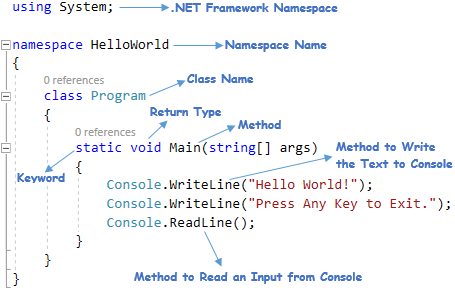 using System; .NET Framework Namespace
namespace HelloWorld Namespace Name
{
0 references
Class Name
class Program
{
Return Type
0 references
Method
static void Main(string[] args)
Method to Write
the Text to Console
Keyword
{
Console.WriteLine("Hello World!");
Console.WriteLine("Press Any Key to Exit.");
Console.ReadLine();
}
}
Method to Read an Input from Console
}